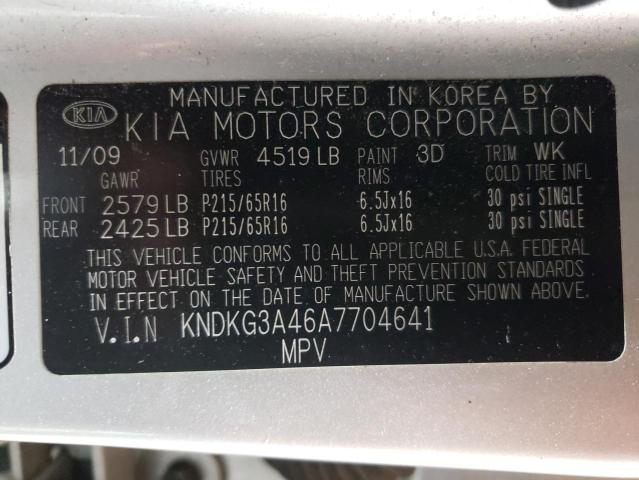 MANUFACTURED IN KOREA BY
KIA KIA MOTORS CORPORATION
11/09 GVWR 4519 LB PAINT 3D TRIM WK
GAWR TIRES RIMS COLD TIRE INFL
FRONT 2579 LB P215/65R16 6.5Jx16 30 psi SINGLE
REAR 2425 LB P215/65R16 6.5Jx16 30 psi SINGLE
THIS VEHICLE CONFORMS TO ALL APPLICABLE U.S.A. FEDERAL
MOTOR VEHICLE SAFETY AND THEFT PREVENTION STANDARDS
IN EFFECT ON THE DATE OF MANUFACTURE SHOWN ABOVE.
V.I.N KNDKG3A46A7704641
MPV